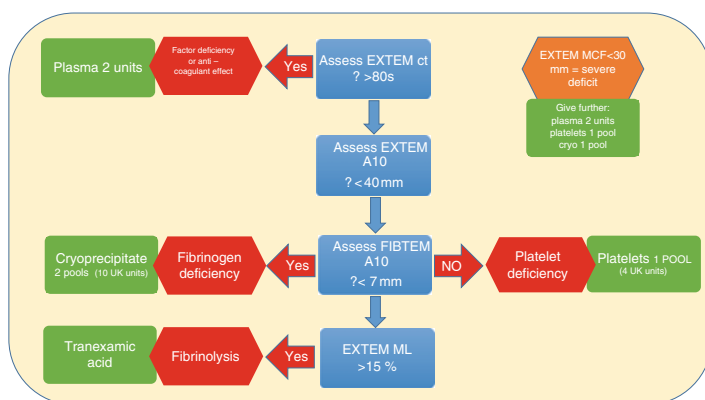 Plasma 2 units
Factor deficiency
or anti –
coagulant effect
Yes
Assess EXTEM ct
? >80s
EXTEM MCF<30
mm = severe
deficit
Give further:
plasma 2 units
platelets 1 pool
cryo 1 pool
Assess EXTEM
A10
? < 40 mm
Cryoprecipitate
2 pools (10 UK units)
Fibrinogen
deficiency
Yes
Assess FIBTEM
A10
?< 7 mm
NO
Platelet
deficiency
Platelets 1 POOL
(4 UK units)
Tranexamic
acid
Fibrinolysis
Yes
EXTEM ML
>15 %